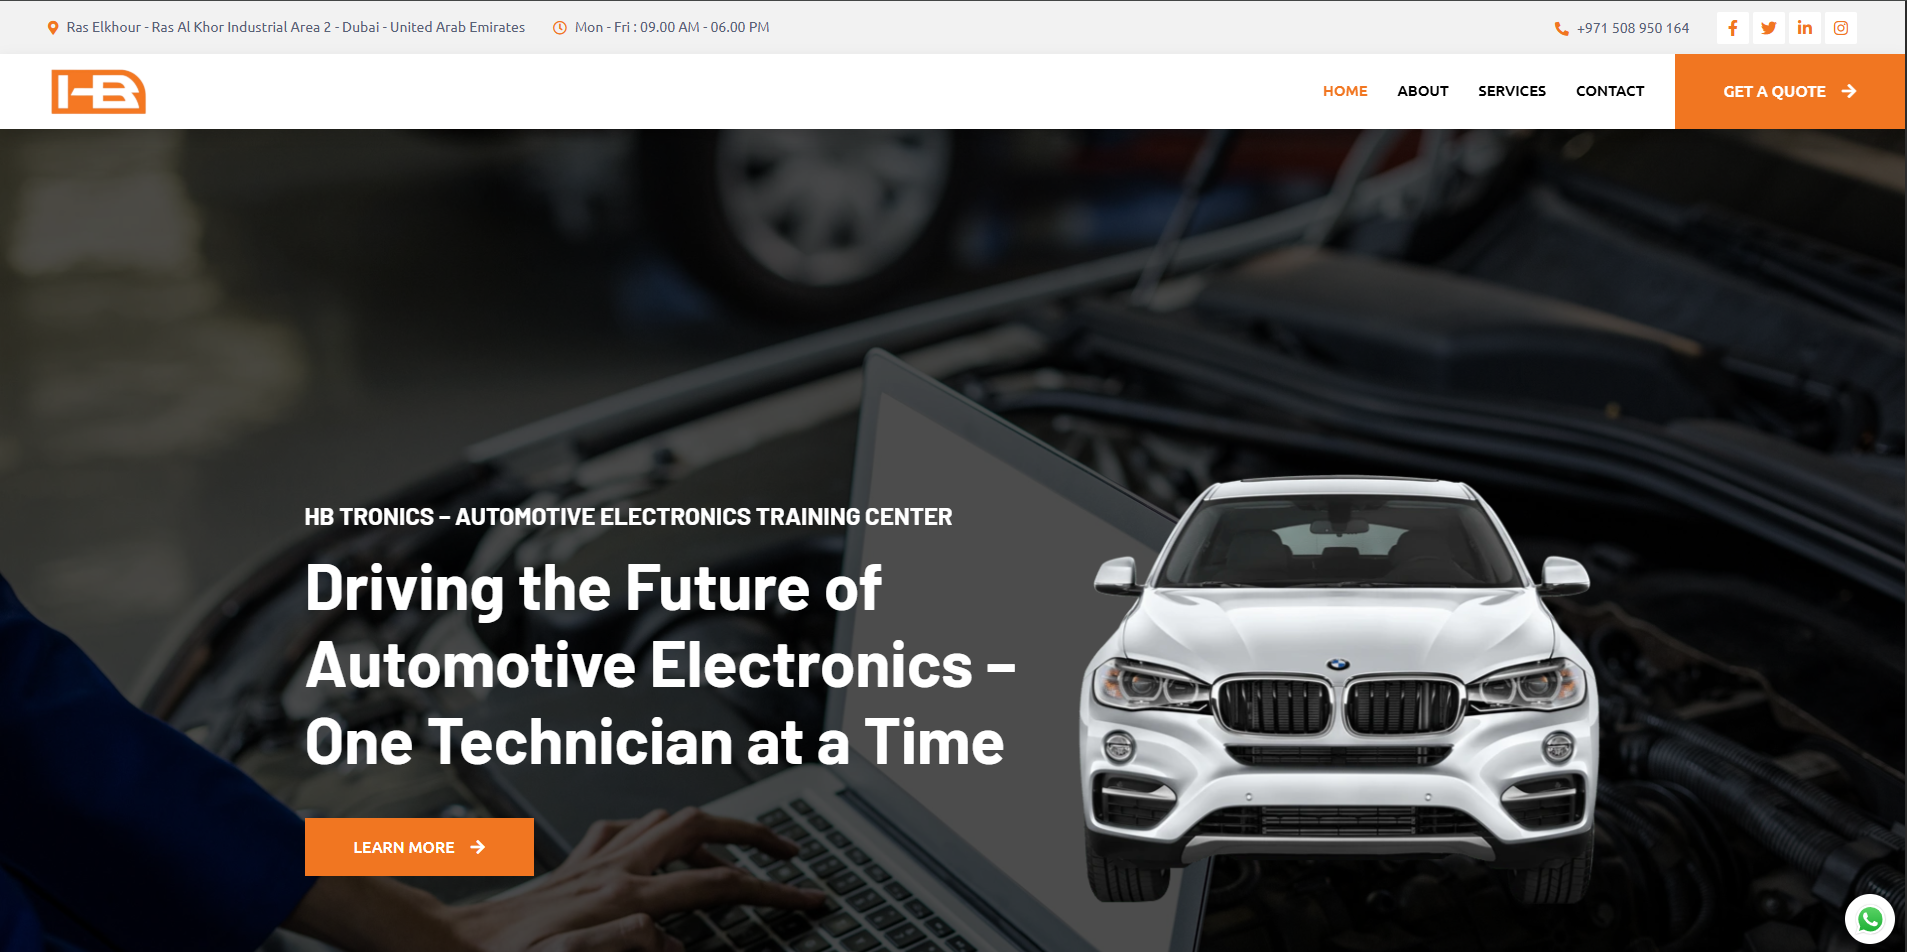 Ras Elkhour - Ras Al Khor Industrial Area 2 - Dubai - United Arab Emirates
Mon - Fri : 09.00 AM - 06.00 PM
+971 508 950 164
HB
HOME
ABOUT
SERVICES
CONTACT
GET A QUOTE
HB TRONICS – AUTOMOTIVE ELECTRONICS TRAINING CENTER
Driving the Future of
Automotive Electronics –
One Technician at a Time
LEARN MORE